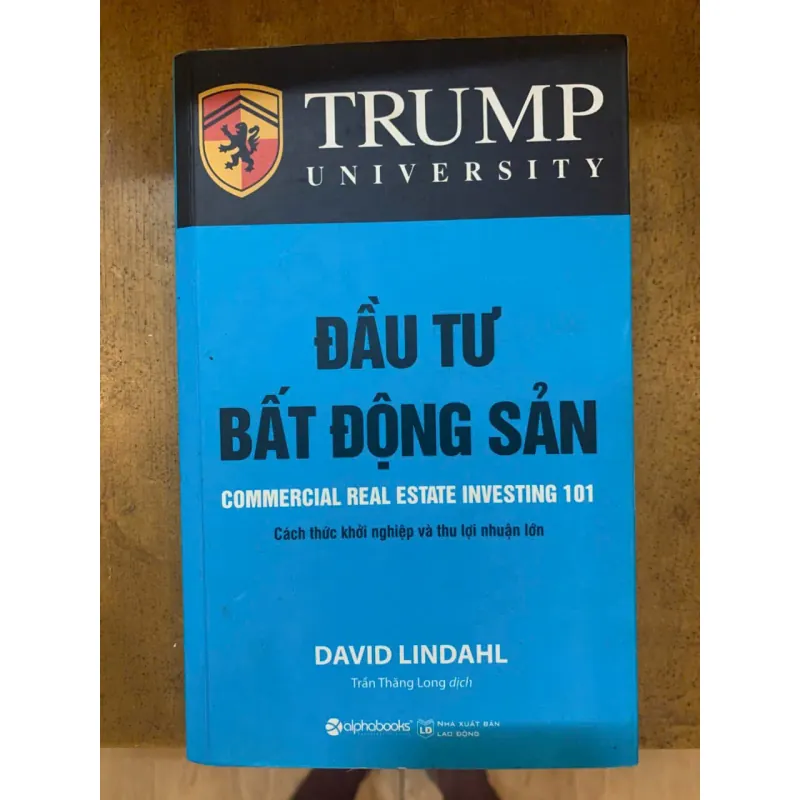 TRUMP
UNIVERSITY
ĐẦU TƯ
BẤT ĐỘNG SẢN
COMMERCIAL REAL ESTATE INVESTING 101
Cách thức khởi nghiệp và thu lợi nhuận lớn
DAVID LINDAHL
Trần Thăng Long dịch
alphabooks
LD
NHÀ XUẤT BẢN
LAO ĐỘNG